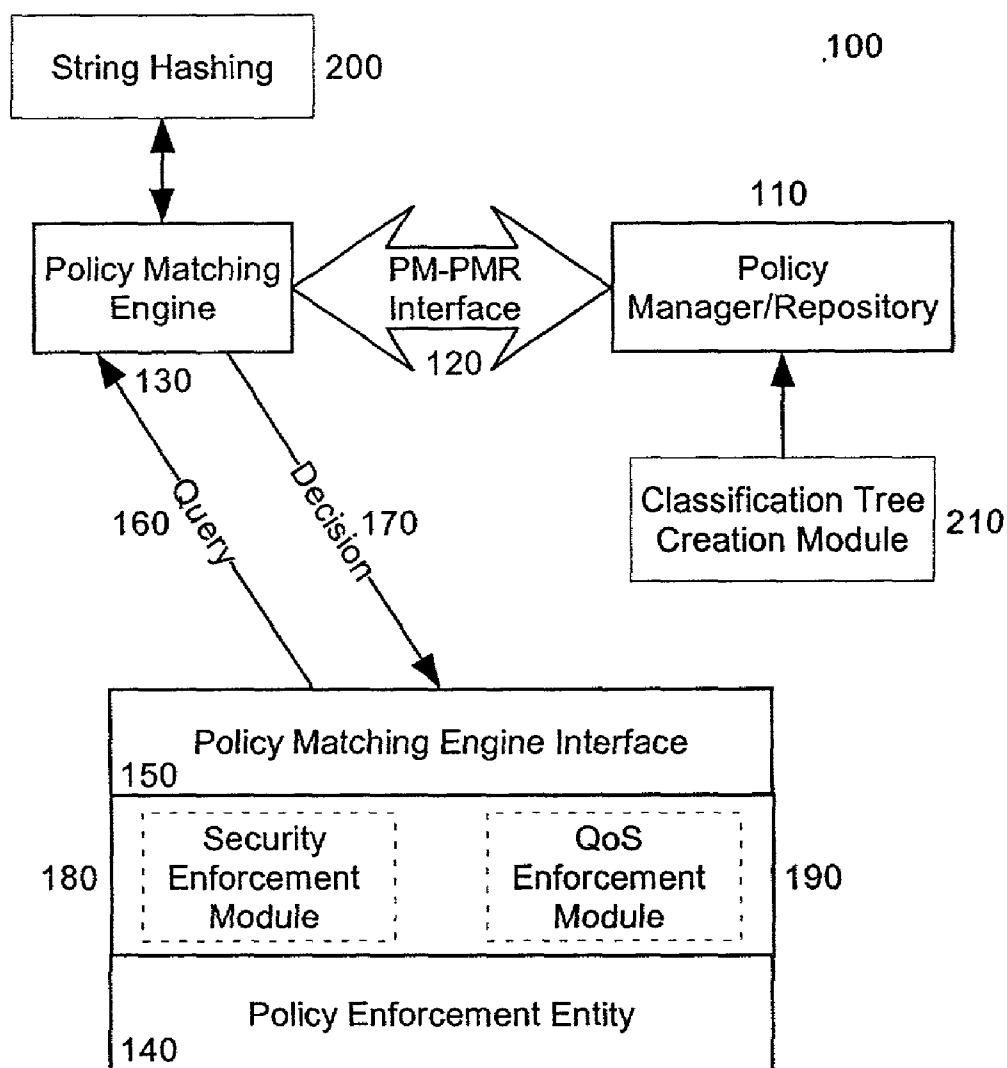 String Hashing
200
.100
110
Policy Matching
Engine
PM-PMR
Interface
Policy
Manager/Repository
120
130
Query
Decision
160
170
Classification Tree
Creation Module
210
Policy Matching Engine Interface
150
Security
Enforcement
Module
QoS
Enforcement
Module
180
190
Policy Enforcement Entity
140